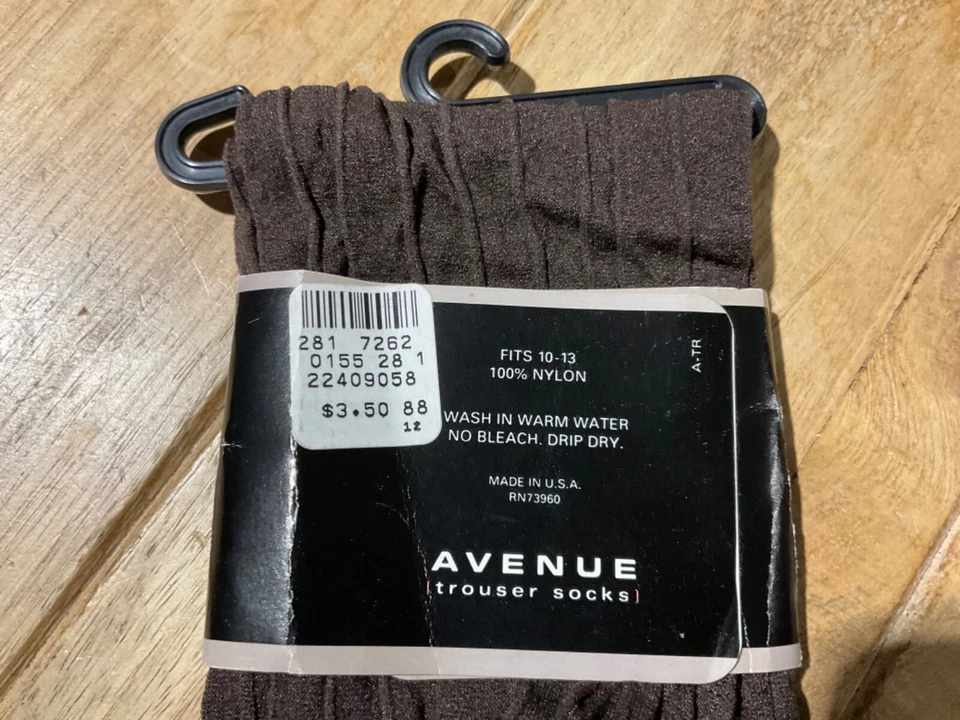 281 7262
0155 28 1
22409058
$3.50 88
12
FITS 10-13
100% NYLON
WASH IN WARM WATER
NO BLEACH. DRIP DRY.
MADE IN U.S.A.
RN73960
AVENUE
[trouser socks]
A-TR